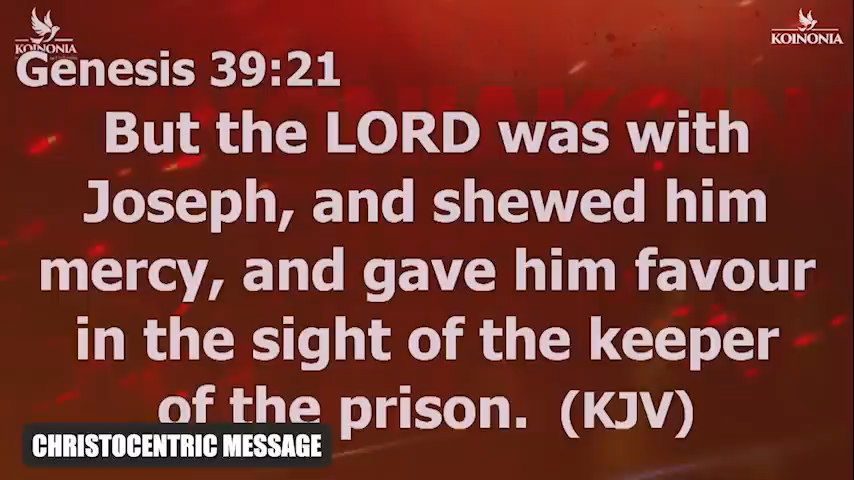 KOINONIA
KOINONIA
Genesis 39:21
But the LORD was with
Joseph, and shewed him
mercy, and gave him favour
in the sight of the keeper
of the prison. (KJV)
CHRISTOCENTRIC MESSAGE